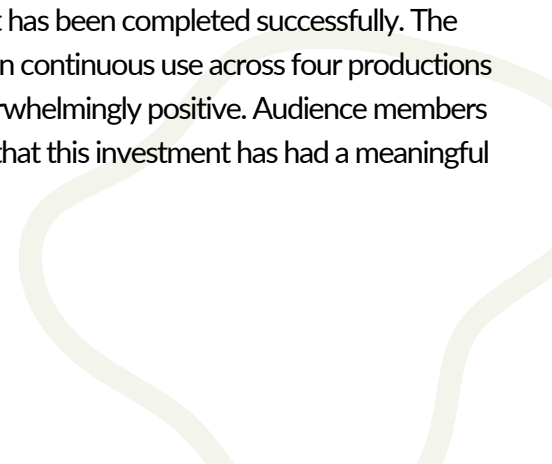 has been completed successfully. The
continuous use across four productions
positive. Audience members
that this investment has had a meaningful